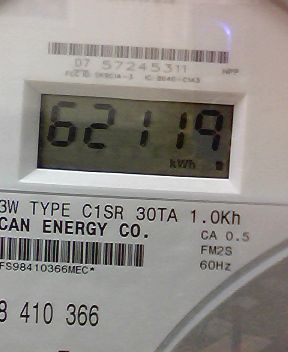 07 57245311 NPP
62119
kWh
3W TYPE C1SR 30TA 1.0Kh
CAN ENERGY CO.
CA 0.5
FM2S
60Hz
FS98410366MEC*
8 410 366